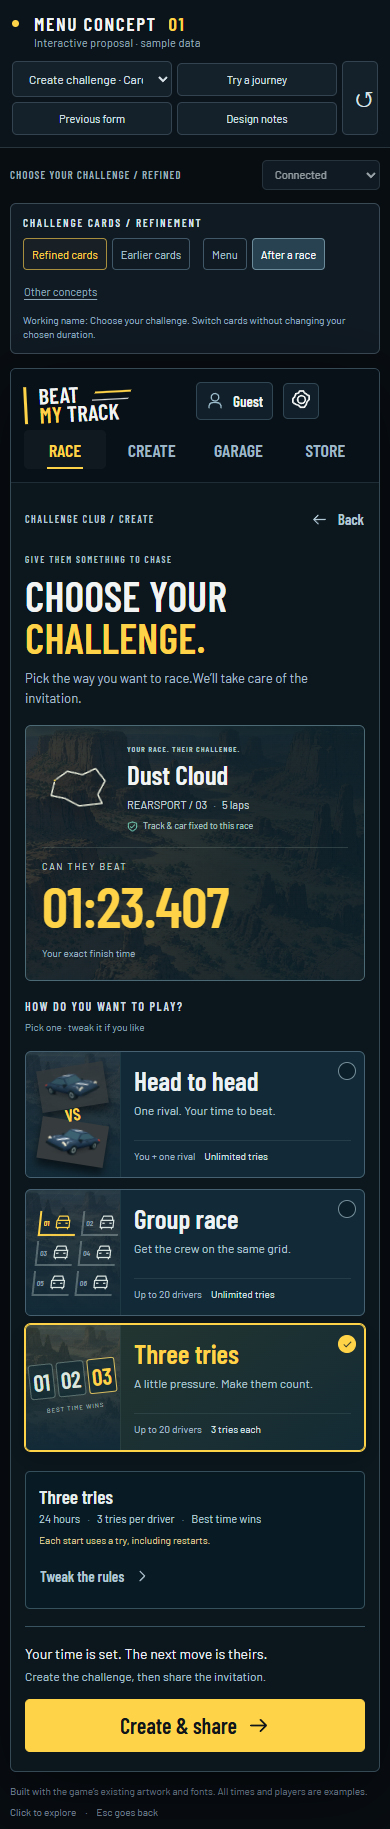 MENU CONCEPT 01
Interactive proposal · sample data
Create challenge · Car
Try a journey
Previous form
Design notes
CHOOSE YOUR CHALLENGE / REFINED
Connected
CHALLENGE CARDS / REFINEMENT
Refined cards
Earlier cards
Menu
After a race
Other concepts
Working name: Choose your challenge. Switch cards without changing your
chosen duration.
BEAT
MY TRACK
Guest
RACE
CREATE
GARAGE
STORE
CHALLENGE CLUB / CREATE
← Back
GIVE THEM SOMETHING TO CHASE
CHOOSE YOUR
CHALLENGE.
Pick the way you want to race.We'll take care of the
invitation.
YOUR RACE. THEIR CHALLENGE.
Dust Cloud
REARSPORT / 03 · 5 laps
Track & car fixed to this race
CAN THEY BEAT
01:23.407
Your exact finish time
HOW DO YOU WANT TO PLAY?
Pick one · tweak it if you like
VS
Head to head
One rival. Your time to beat.
You + one rival Unlimited tries
01 02
03 04
05 06
Group race
Get the crew on the same grid.
Up to 20 drivers Unlimited tries
01 02 03
BEST TIME WINS
Three tries
A little pressure. Make them count.
Up to 20 drivers 3 tries each
Three tries
24 hours · 3 tries per driver · Best time wins
Each start uses a try, including restarts.
Tweak the rules
Your time is set. The next move is theirs.
Create the challenge, then share the invitation.
Create & share →
Built with the game's existing artwork and fonts. All times and players are examples.
Click to explore · Esc goes back